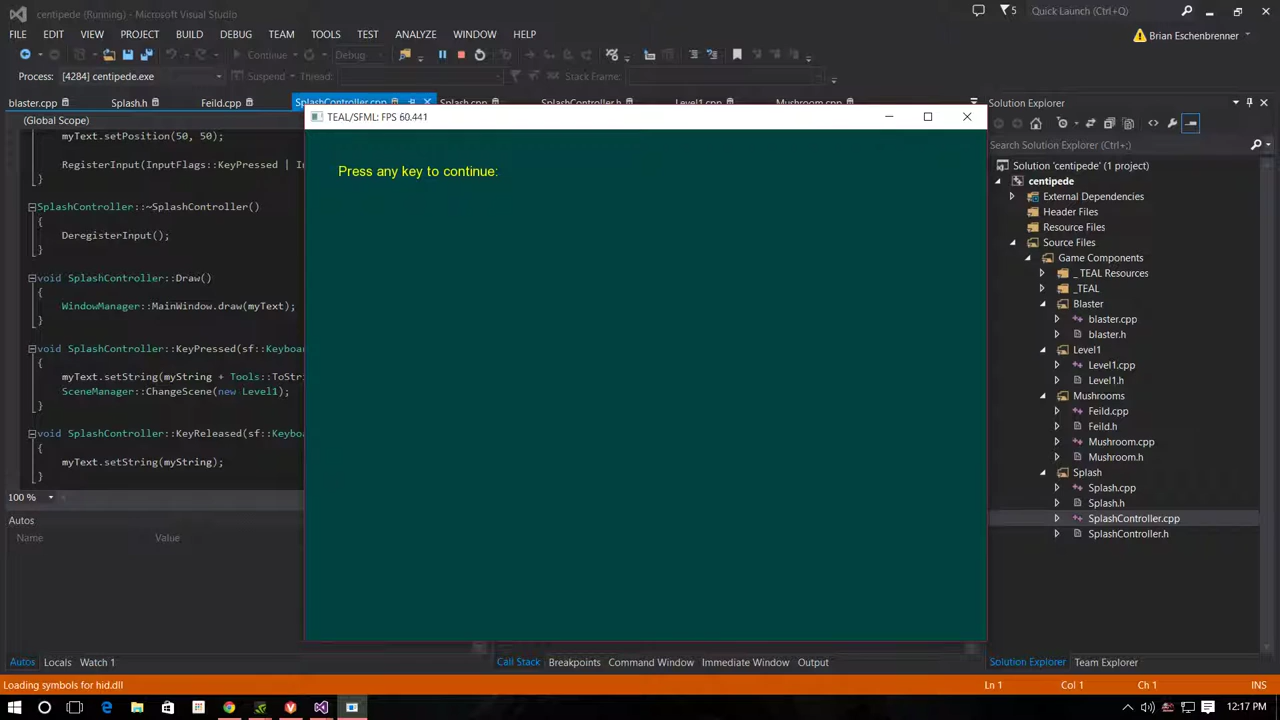 centipede (Running) - Microsoft Visual Studio
5
Quick Launch (Ctrl+Q)
FILE EDIT VIEW PROJECT BUILD DEBUG TEAM TOOLS TEST ANALYZE WINDOW HELP
Brian Eschenbrenner
Continue
Debug
Process: [4284] centipede.exe
Suspend
Thread:
Stack Frame:
blaster.cpp
Splash.h
Feild.cpp
SplashController.cpp
Splash.cpp
SplashController.h
Level1.cpp
Mushroom.cpp
(Global Scope)
myText.setPosition(50, 50);
RegisterInput(InputFlags::KeyPressed | In
}
SplashController::~SplashController()
{
DeregisterInput();
}
void SplashController::Draw()
{
WindowManager::MainWindow.draw(myText);
}
void SplashController::KeyPressed(sf::Keyboa
{
myText.setString(myString + Tools::ToStri
SceneManager::ChangeScene(new Level1);
}
void SplashController::KeyReleased(sf::Keybo
{
myText.setString(myString);
}
100 %
TEAL/SFML: FPS 60.441
Press any key to continue:
Solution Explorer
Search Solution Explorer (Ctrl+;)
Solution 'centipede' (1 project)
centipede
External Dependencies
Header Files
Resource Files
Source Files
Game Components
_TEAL Resources
_TEAL
Blaster
blaster.cpp
blaster.h
Level1
Level1.cpp
Level1.h
Mushrooms
Feild.cpp
Feild.h
Mushroom.cpp
Mushroom.h
Splash
Splash.cpp
Splash.h
SplashController.cpp
SplashController.h
Autos
Name Value
Autos Locals Watch 1
Call Stack Breakpoints Command Window Immediate Window Output
Solution Explorer Team Explorer
Loading symbols for hid.dll
Ln 1 Col 1 Ch 1 INS
12:17 PM